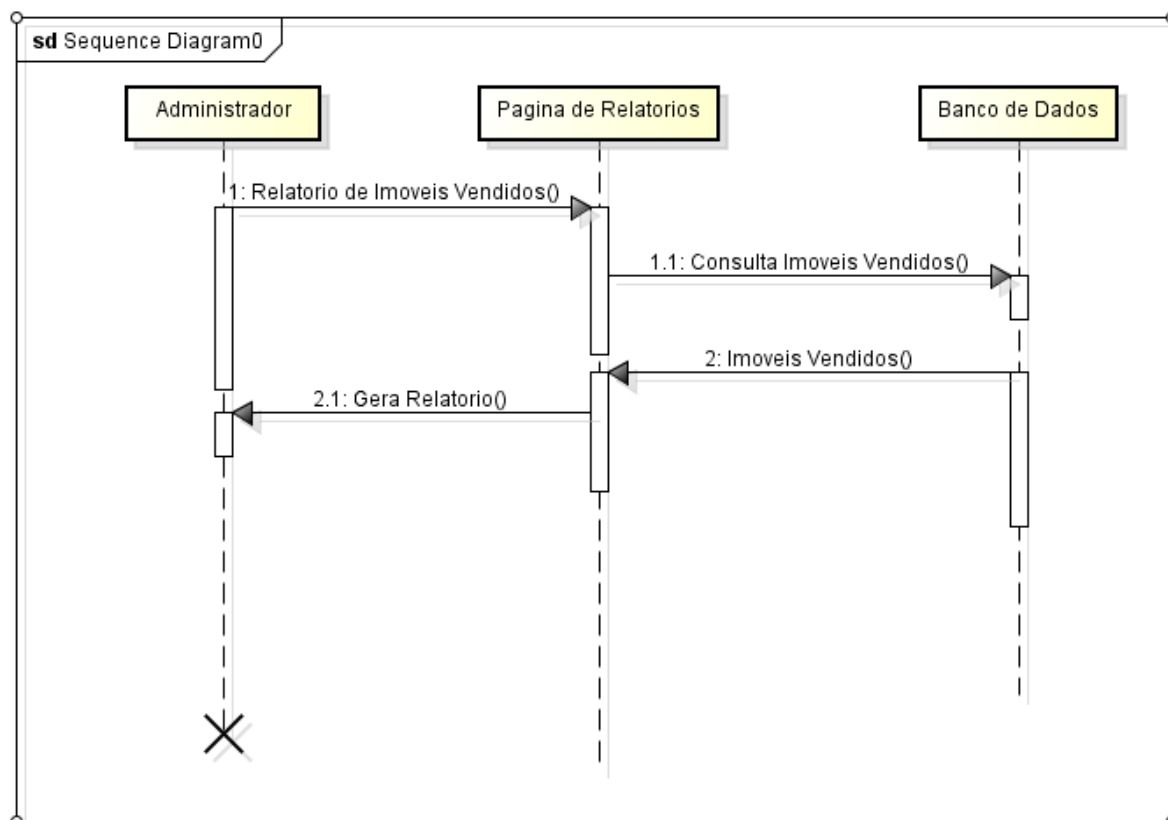 sd Sequence Diagram0
Administrador
Pagina de Relatorios
Banco de Dados
1: Relatorio de Imoveis Vendidos()
1.1: Consulta Imoveis Vendidos()
2: Imoveis Vendidos()
2.1: Gera Relatorio()